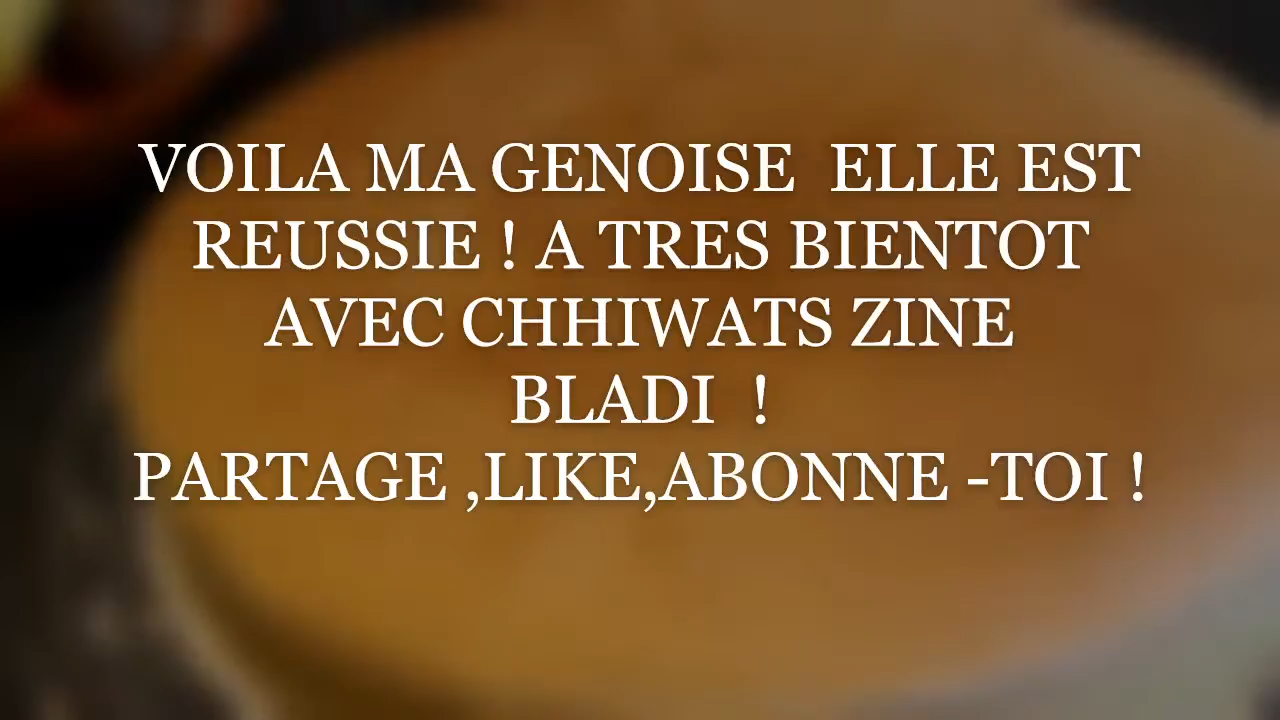 VOILA MA GENOISE  ELLE EST
REUSSIE ! A TRES BIENTOT
AVEC CHHIWATS ZINE
BLADI  !
PARTAGE ,LIKE,ABONNE -TOI !